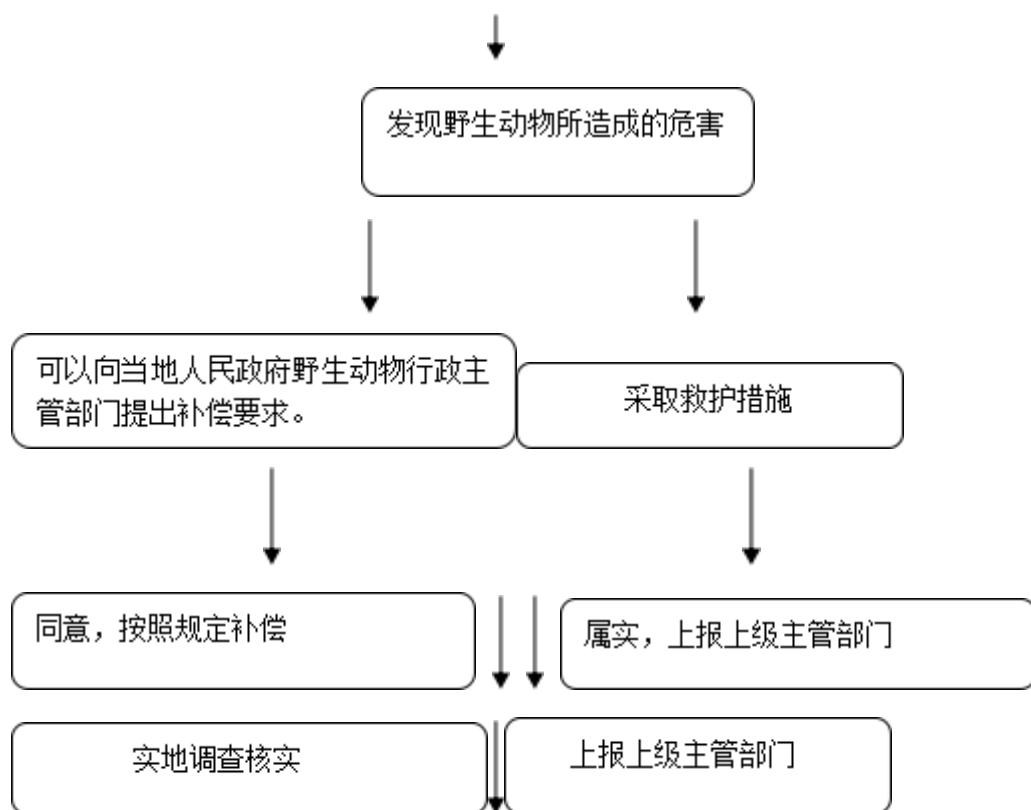 发现野生动物所造成的危害
可以向当地人民政府野生动物行政主
管部门提出补偿要求。
采取救护措施
同意，按照规定补偿
属实，上报上级主管部门
实地调查核实
上报上级主管部门